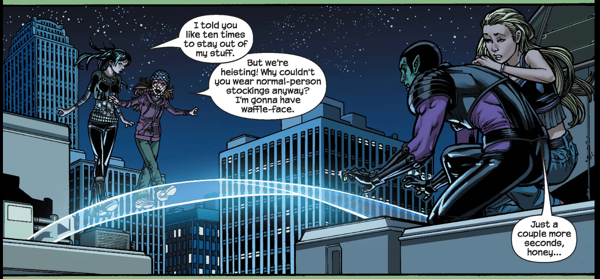 I told you
like ten times
to stay out of
my stuff.
But we're
heisting! Why couldn't
you wear normal-person
stockings anyway?
I'm gonna have
waffle-face.
Just a
couple more
seconds,
honey...